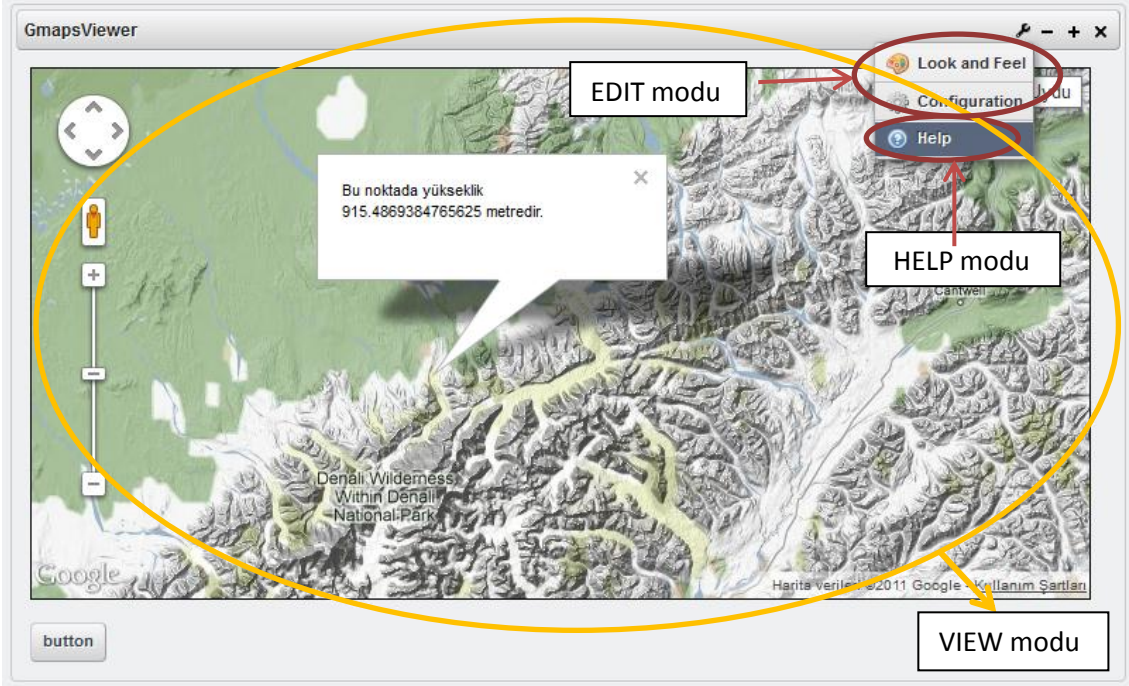 GmapsViewer
Look and Feel
EDIT modu
Configuration
Help
Bu noktada yükseklik
915.4869384765625 metredir.
HELP modu
Cantwell
Denali Wilderness
Within Denali
National Park
Google
Harita verileri ©2011 Google - Kullanım Şartları
button
VIEW modu